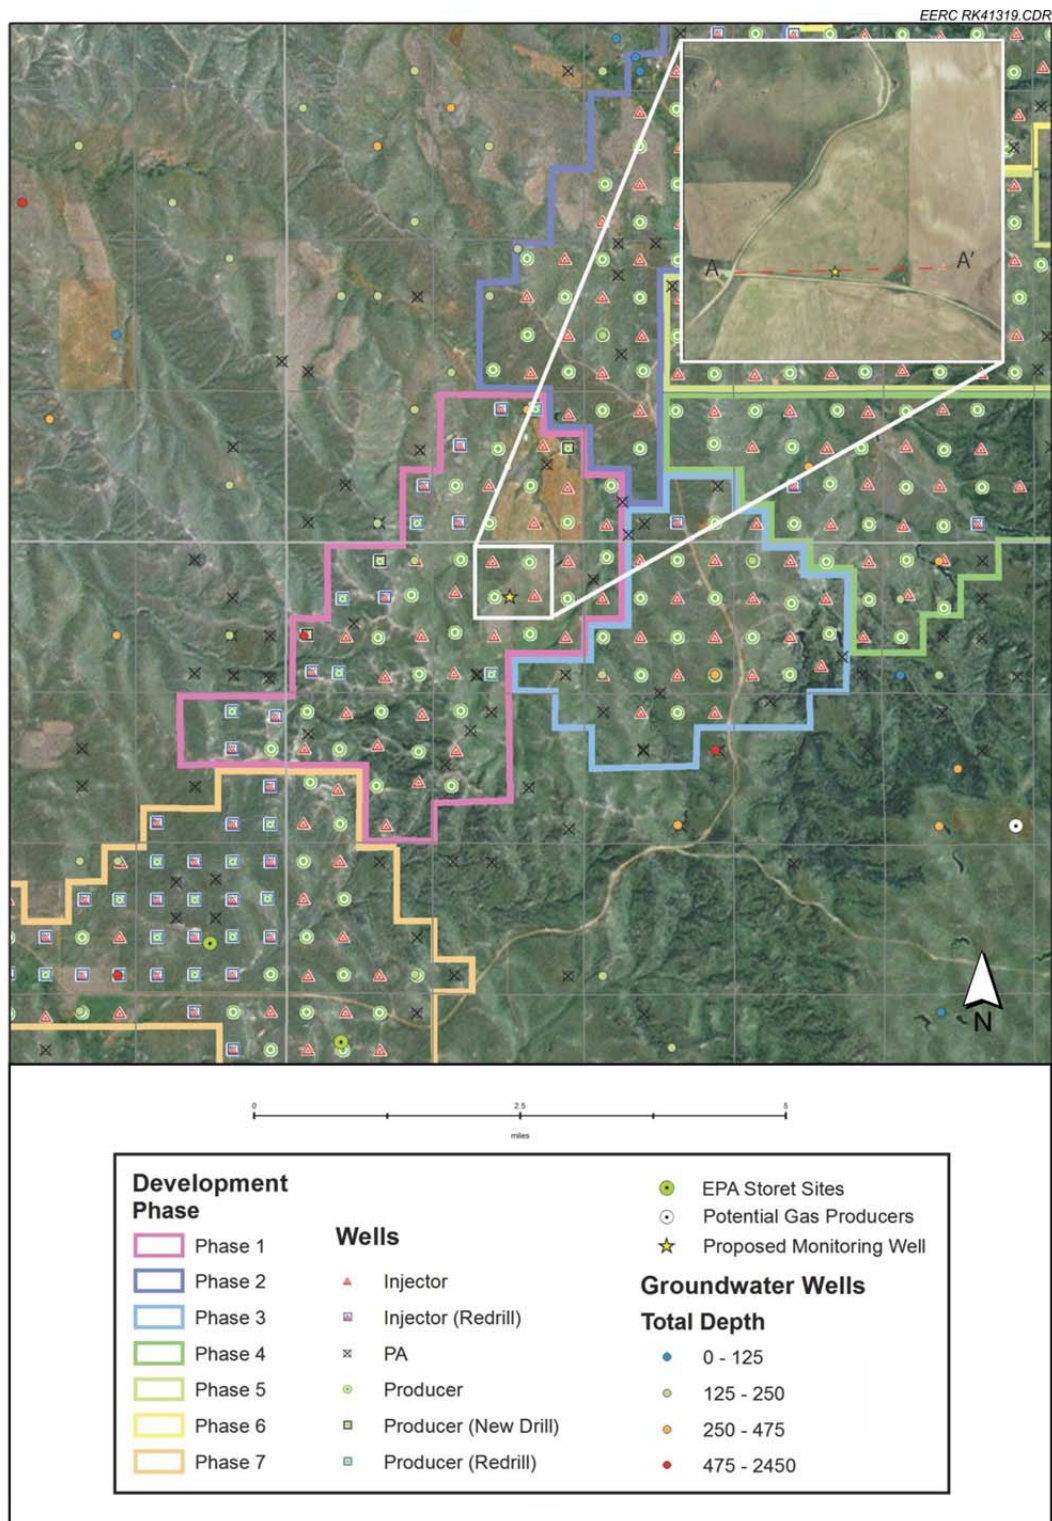 EERC RK41319.CDR
A
A'
N
0
2.5
5
miles
Development
Phase
Phase 1
Phase 2
Phase 3
Phase 4
Phase 5
Phase 6
Phase 7
Wells
Injector
Injector (Redrill)
PA
Producer
Producer (New Drill)
Producer (Redrill)
EPA Storet Sites
Potential Gas Producers
Proposed Monitoring Well
Groundwater Wells
Total Depth
0 - 125
125 - 250
250 - 475
475 - 2450